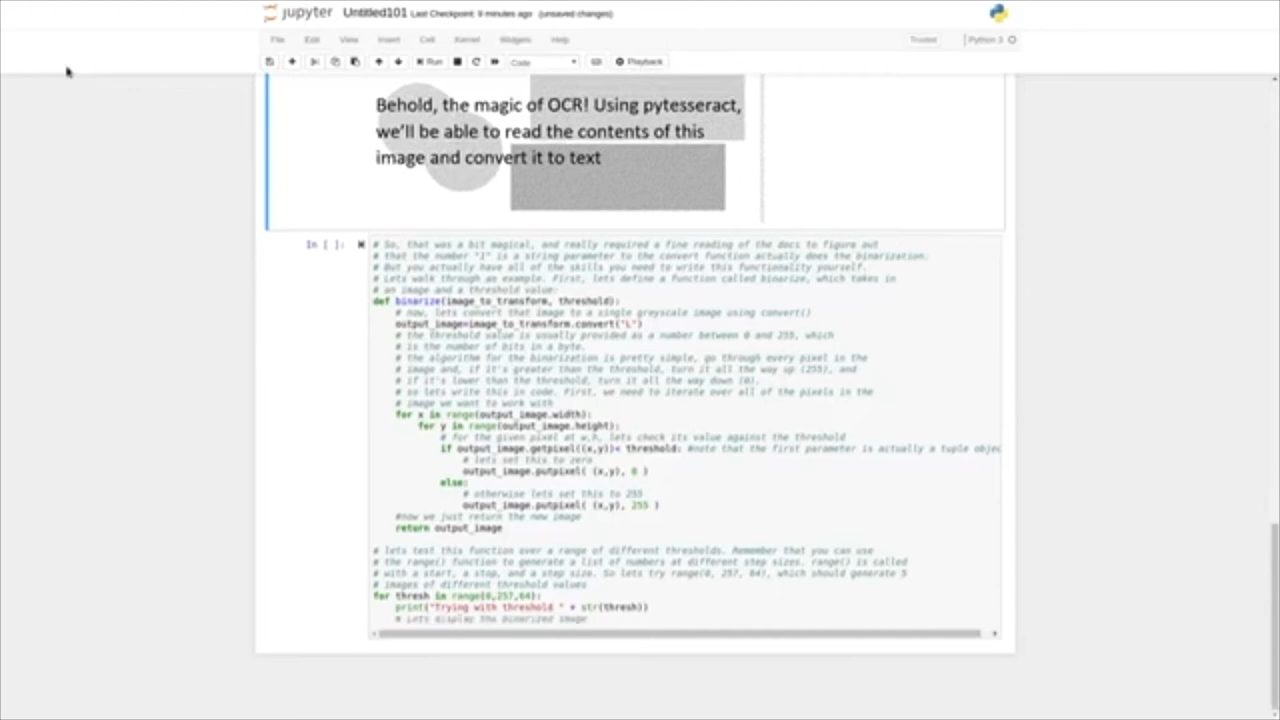 jupyter Untitled101 Last Checkpoint: 9 minutes ago (unsaved changes)
File Edit View Insert Cell Kernel Widgets Help Trusted Python 3
Run Code Playback
Behold, the magic of OCR! Using pytesseract,
we'll be able to read the contents of this
image and convert it to text
In [ ]:
# So, that was a bit magical, and really required a fine reading of the docs to figure out
# that the number "1" is a string parameter to the convert function actually does the binarization.
# But you actually have all of the skills you need to write this functionality yourself.
# Lets walk through an example. First, lets define a function called binarize, which takes in
# an image and a threshold value:
def binarize(image_to_transform, threshold):
# now, lets convert that image to a single greyscale image using convert()
output_image=image_to_transform.convert("L")
# the threshold value is usually provided as a number between 0 and 255, which
# is the number of bits in a byte.
# the algorithm for the binarization is pretty simple, go through every pixel in the
# image and, if it's greater than the threshold, turn it all the way up (255), and
# if it's lower than the threshold, turn it all the way down (0).
# so lets write this in code. First, we need to iterate over all of the pixels in the
# image we want to work with
for x in range(output_image.width):
for y in range(output_image.height):
# for the given pixel at w,h, lets check its value against the threshold
if output_image.getpixel((x,y))< threshold: #note that the first parameter is actually a tuple objec
# lets set this to zero
output_image.putpixel( (x,y), 0 )
else:
# otherwise lets set this to 255
output_image.putpixel( (x,y), 255 )
#now we just return the new image
return output_image
# lets test this function over a range of different thresholds. Remember that you can use
# the range() function to generate a list of numbers at different step sizes. range() is called
# with a start, a stop, and a step size. So lets try range(0, 257, 64), which should generate 5
# images of different threshold values
for thresh in range(0,257,64):
print("Trying with threshold " + str(thresh))
# Lets display the binarized image